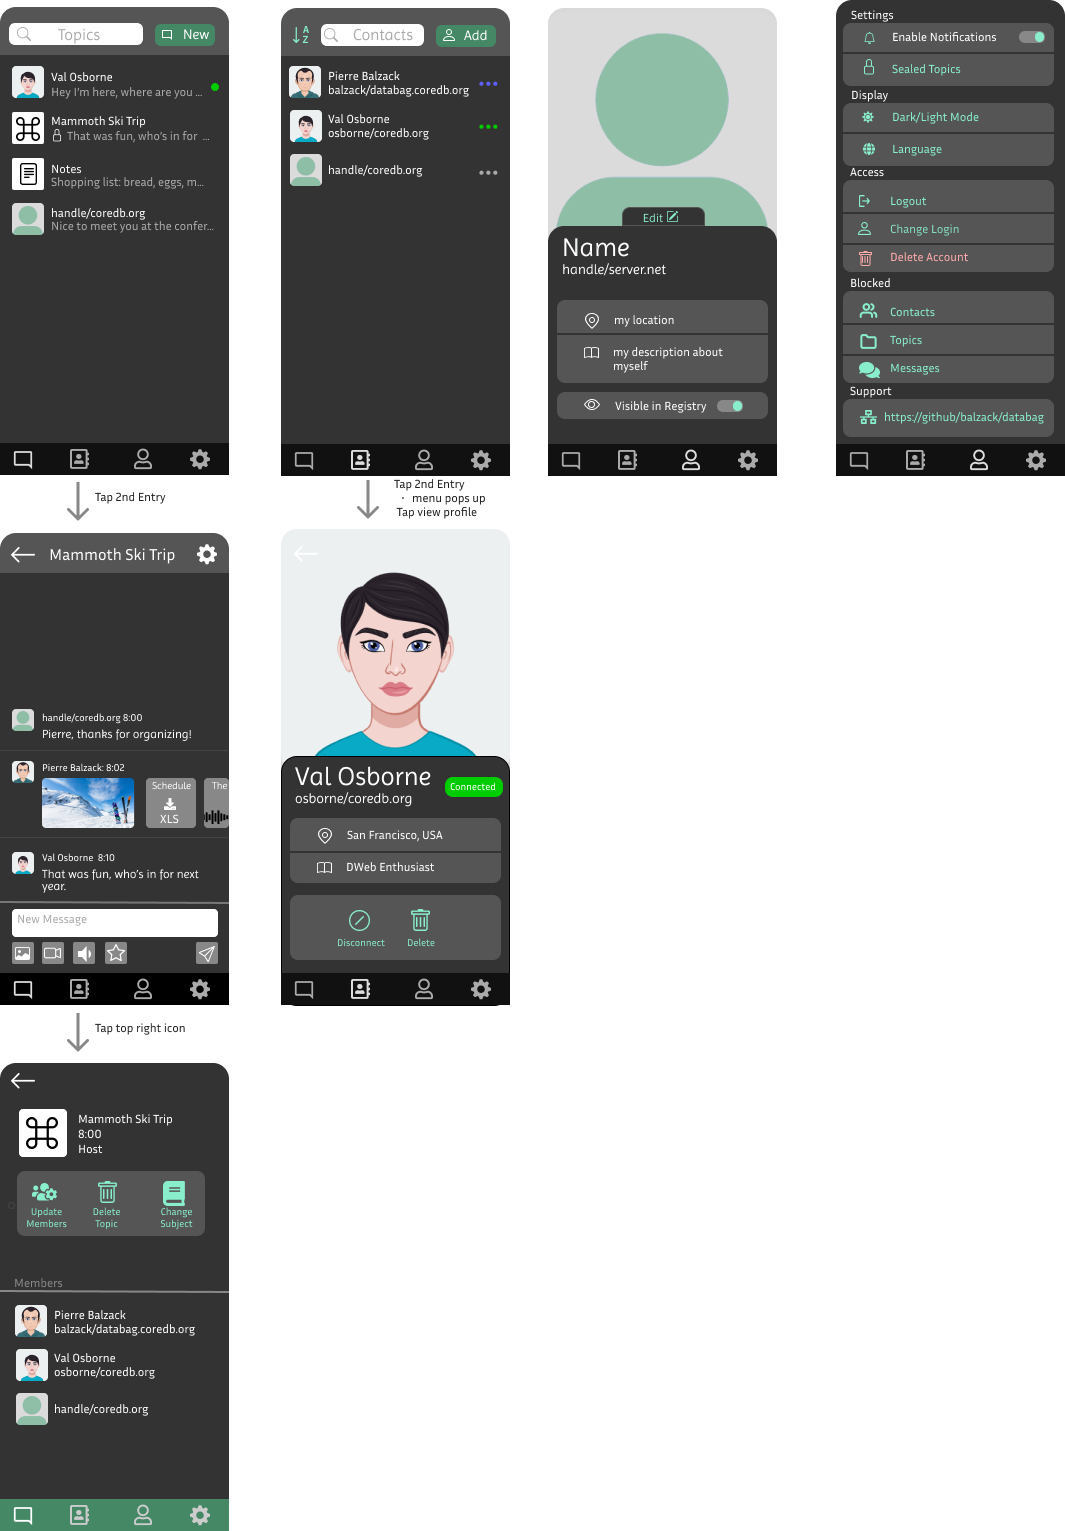 Topics
New
Val Osborne
Hey I'm here, where are you ...
Mammoth Ski Trip
That was fun, who's in for ...
Notes
Shopping list: bread, eggs, m...
handle/coredb.org
Nice to meet you at the confer...
Tap 2nd Entry
A
Z
Contacts
Add
Pierre Balzack
balzack/databag.coredb.org
Val Osborne
osborne/coredb.org
handle/coredb.org
Tap 2nd Entry
· menu pops up
Tap view profile
Edit
Name
handle/server.net
my location
my description about
myself
Visible in Registry
Settings
Enable Notifications
Sealed Topics
Display
Dark/Light Mode
Language
Access
Logout
Change Login
Delete Account
Blocked
Contacts
Topics
Messages
Support
https://github/balzack/databag
Mammoth Ski Trip
handle/coredb.org 8:00
Pierre, thanks for organizing!
Pierre Balzack: 8:02
Schedule
XLS
The
Val Osborne 8:10
That was fun, who's in for next
year.
New Message
Tap top right icon
Val Osborne
Connected
osborne/coredb.org
San Francisco, USA
DWeb Enthusiast
Disconnect
Delete
Mammoth Ski Trip
8:00
Host
Update
Members
Delete
Topic
Change
Subject
Members
Pierre Balzack
balzack/databag.coredb.org
Val Osborne
osborne/coredb.org
handle/coredb.org